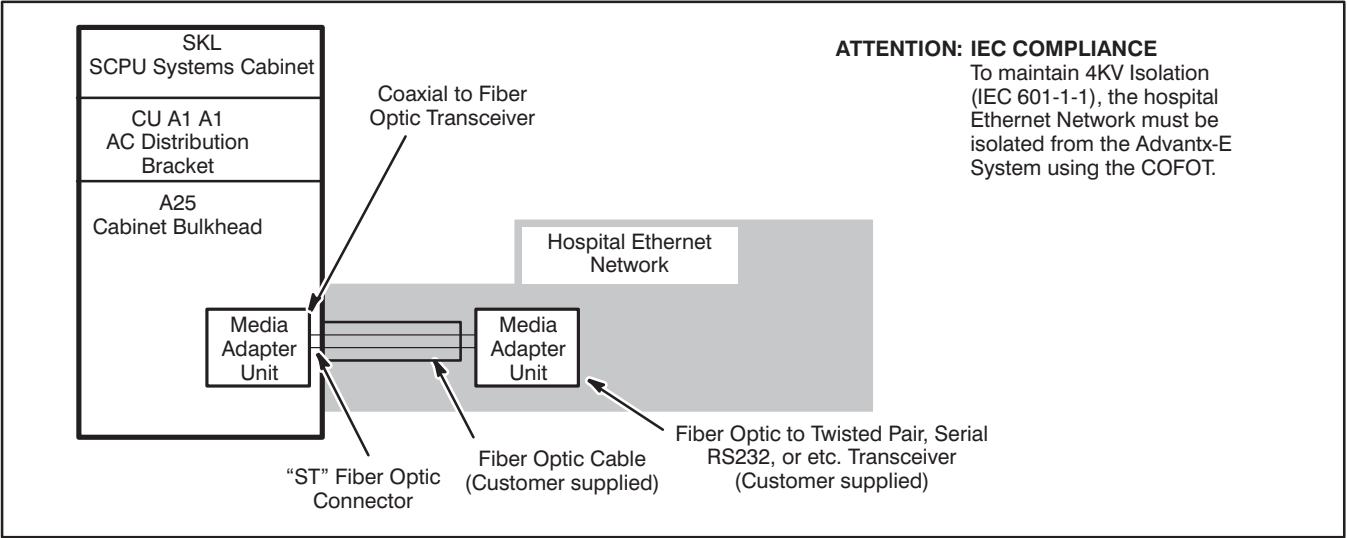 SKL
SCPU Systems Cabinet
CU A1 A1
AC Distribution
Bracket
A25
Cabinet Bulkhead
Coaxial to Fiber
Optic Transceiver
ATTENTION: IEC COMPLIANCE
To maintain 4KV Isolation
(IEC 601-1-1), the hospital
Ethernet Network must be
isolated from the Advantx-E
System using the COFOT.
Hospital Ethernet
Network
Media
Adapter
Unit
Media
Adapter
Unit
“ST” Fiber Optic
Connector
Fiber Optic Cable
(Customer supplied)
Fiber Optic to Twisted Pair, Serial
RS232, or etc. Transceiver
(Customer supplied)